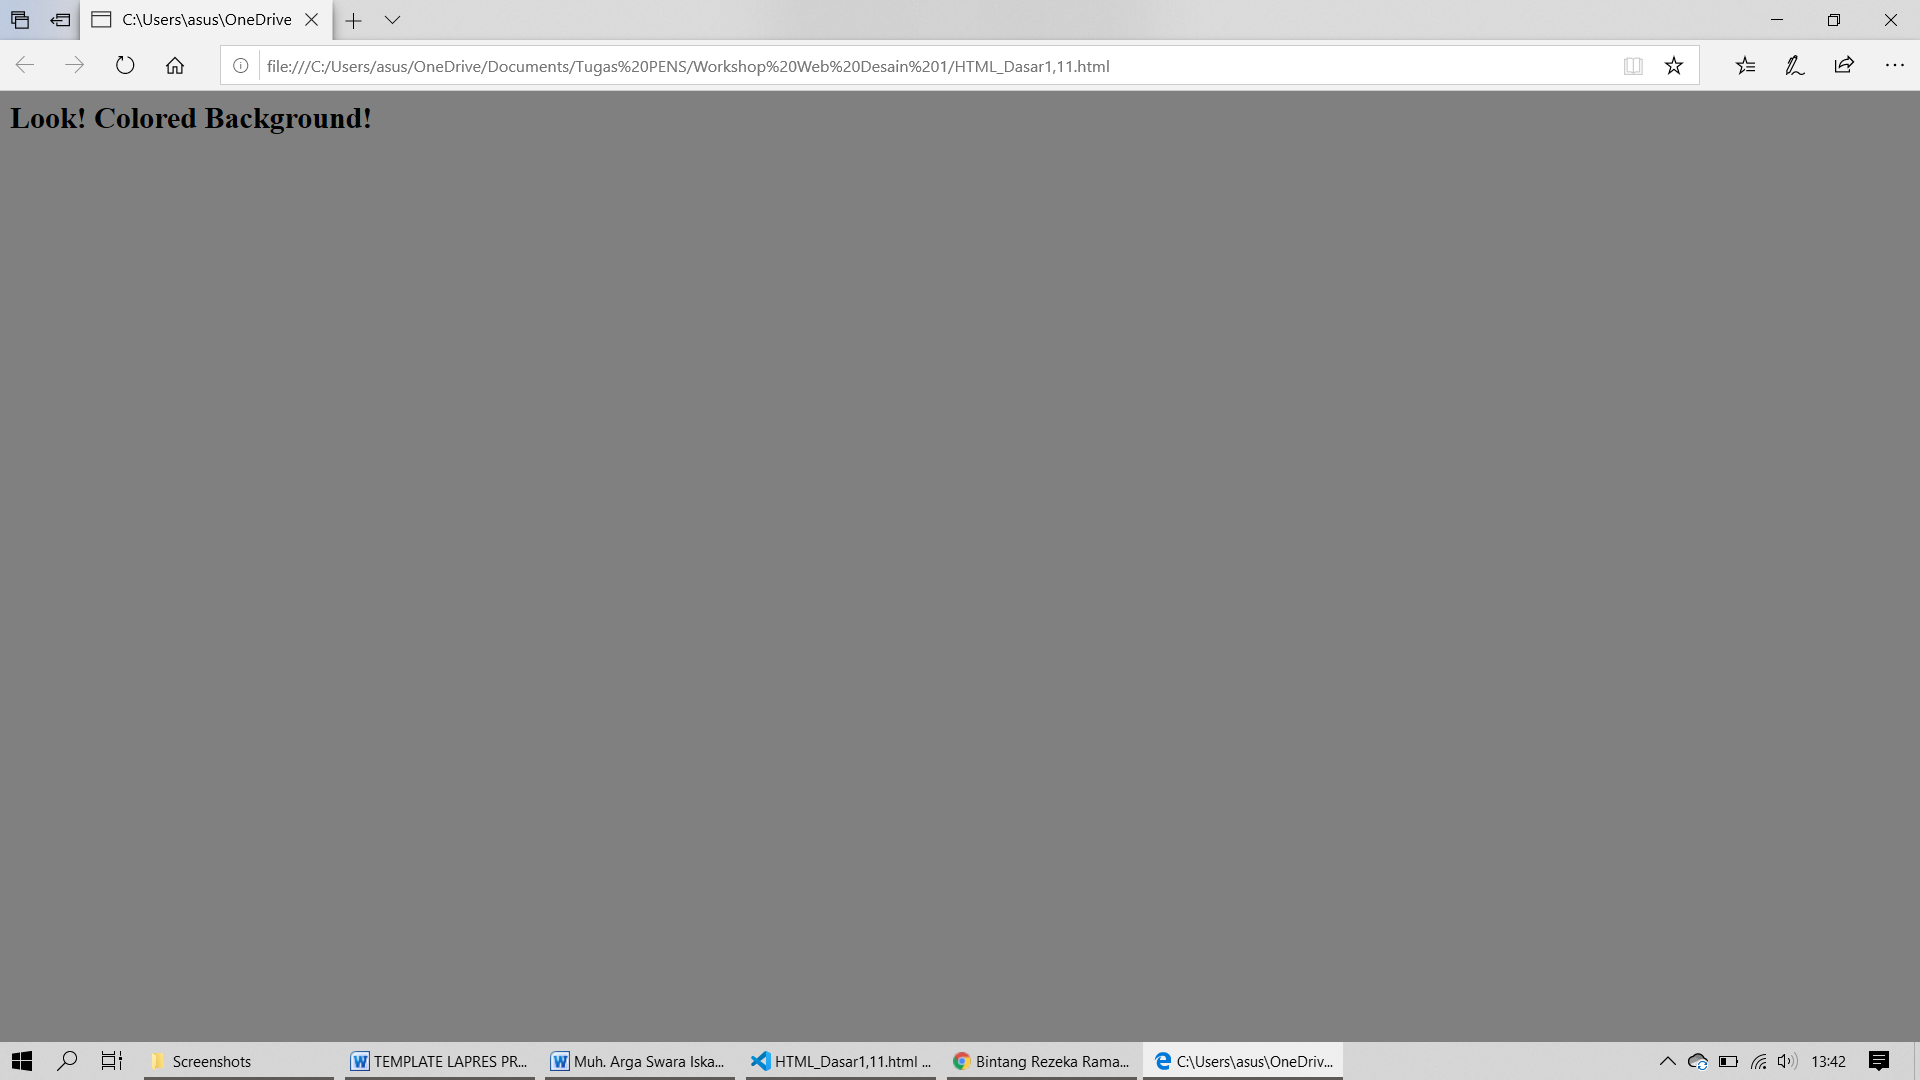 C:\Users\asus\OneDrive
file:///C:/Users/asus/OneDrive/Documents/Tugas%20PENS/Workshop%20Web%20Desain%201/HTML_Dasar1,11.html
Look! Colored Background!
Screenshots
TEMPLATE LAPRES PR...
Muh. Arga Swara Iska...
HTML_Dasar1,11.html ...
Bintang Rezeka Rama...
C:\Users\asus\OneDriv...
13:42